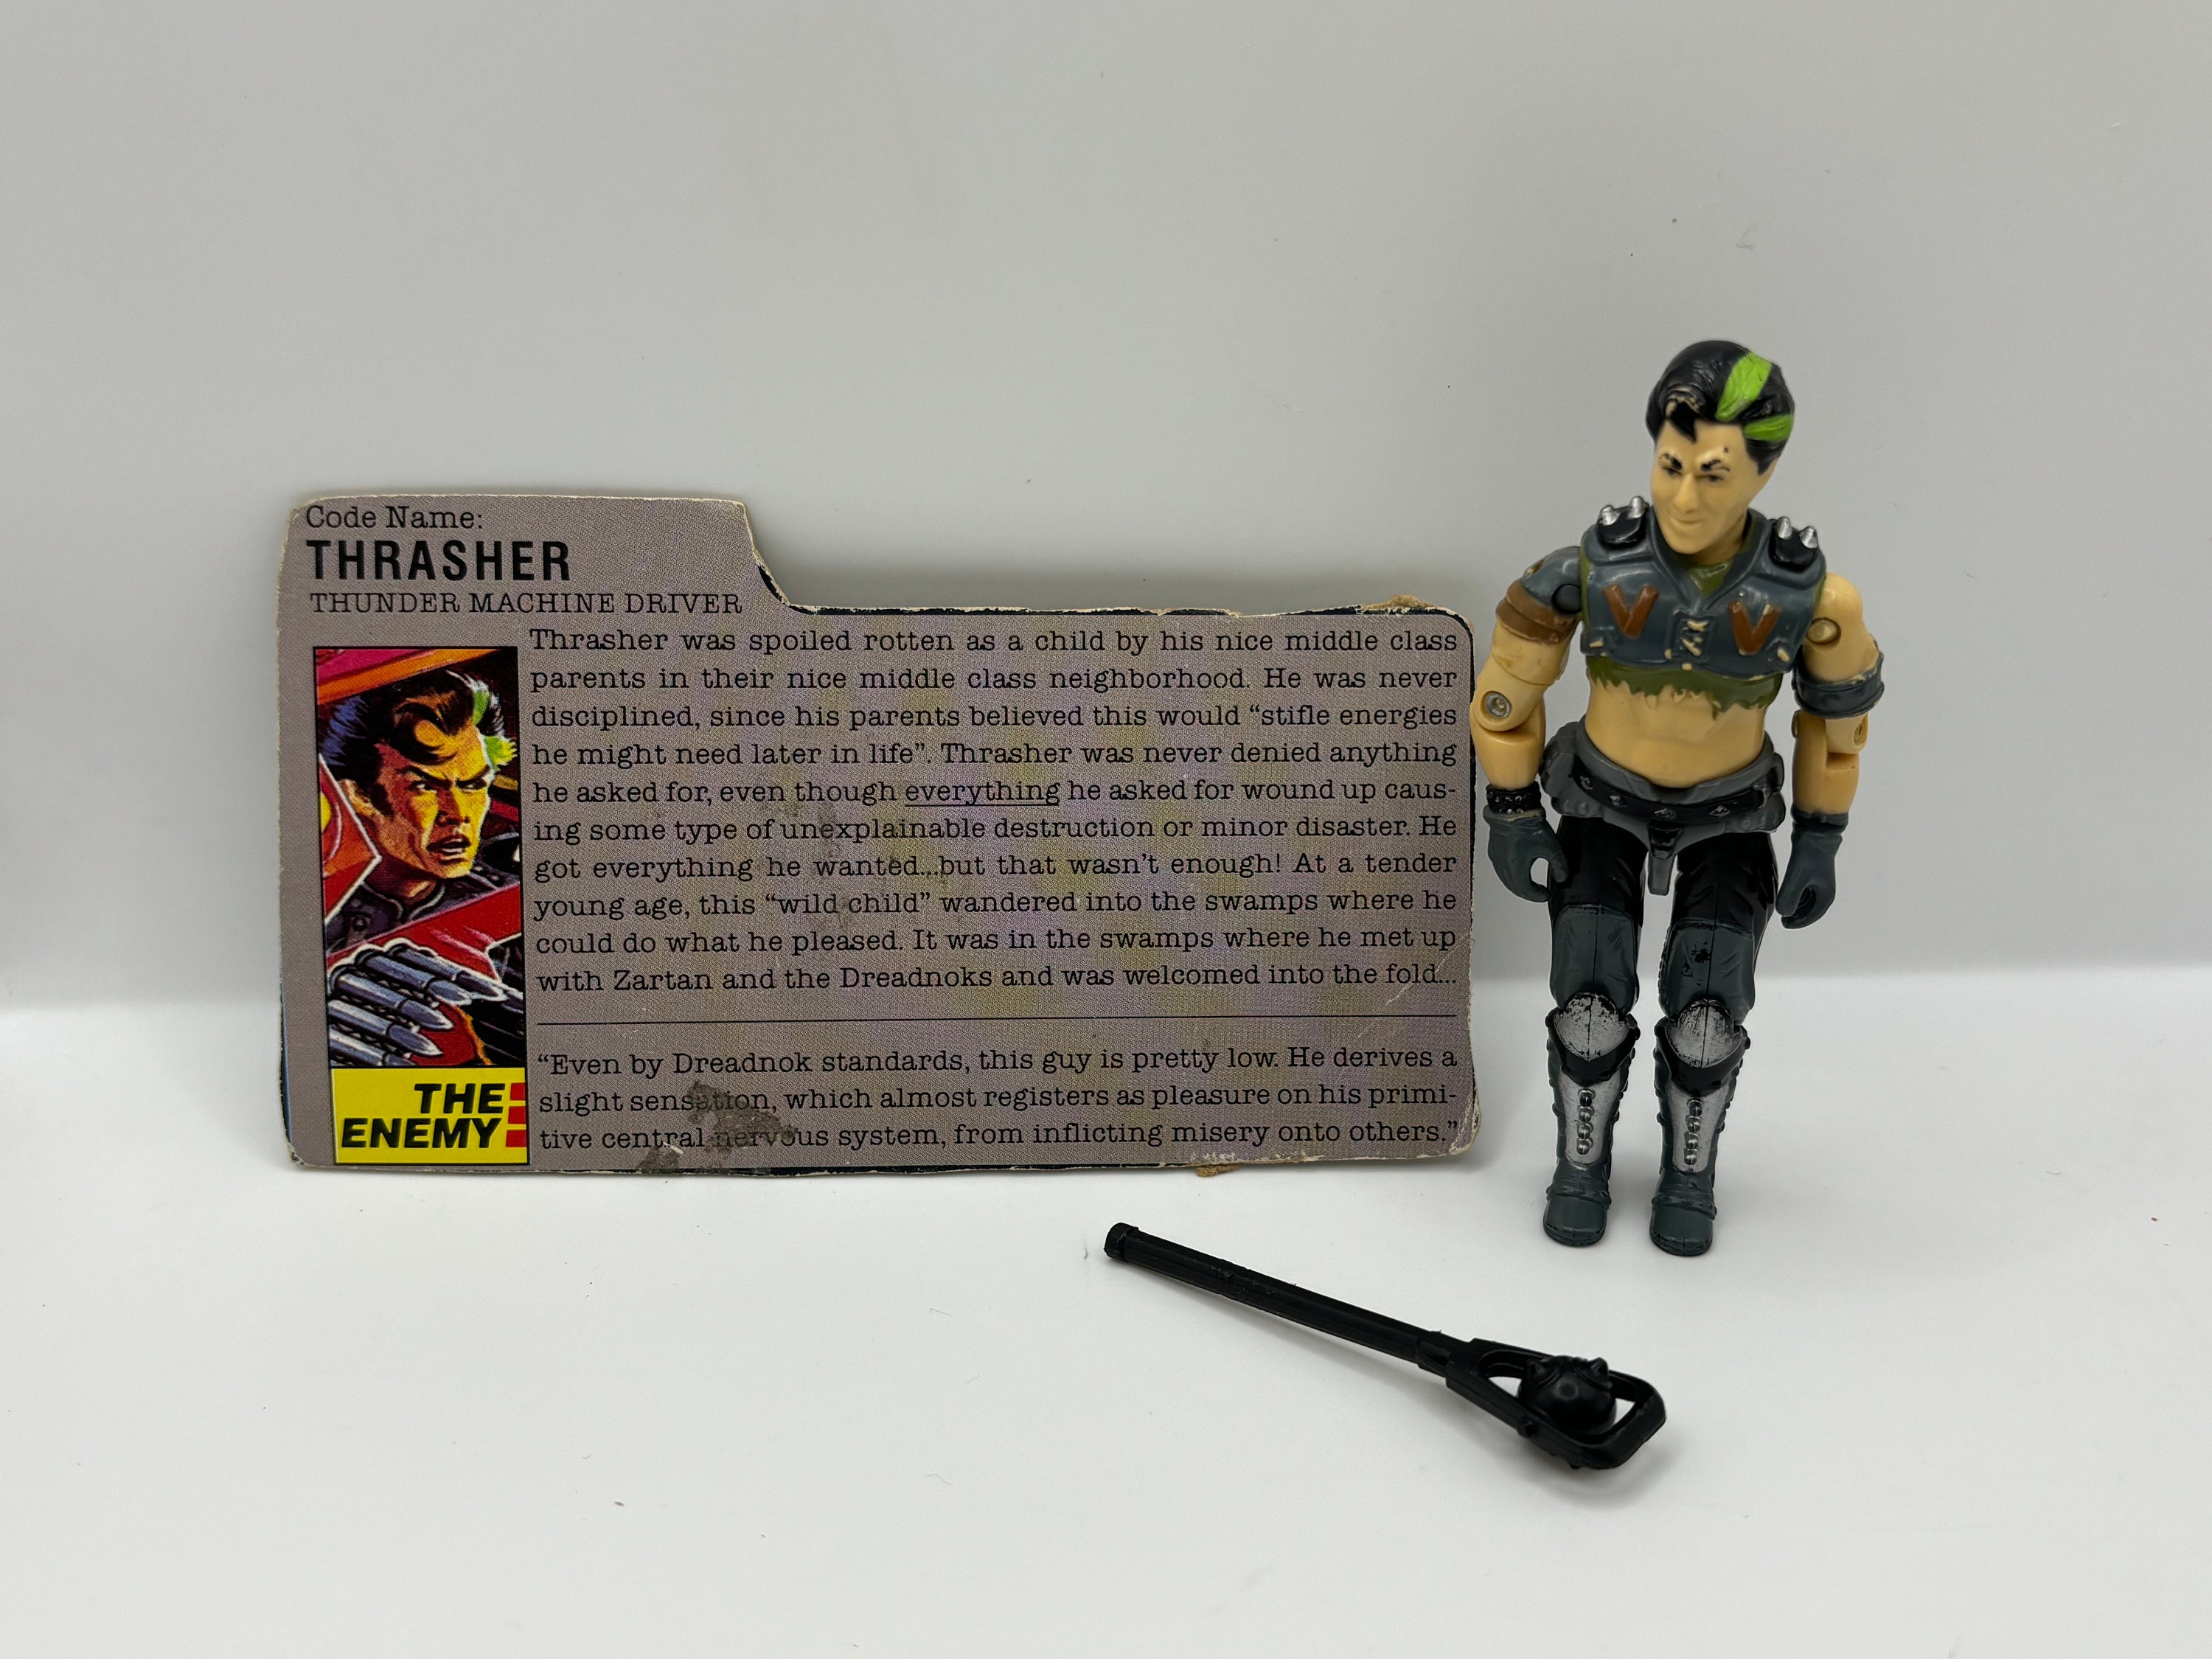 Code Name:
THRASHER
THUNDER MACHINE DRIVER
Thrasher was spoiled rotten as a child by his nice middle class
parents in their nice middle class neighborhood. He was never
disciplined, since his parents believed this would “stifle energies
he might need later in life”. Thrasher was never denied anything
he asked for, even though everything he asked for wound up caus-
ing some type of unexplainable destruction or minor disaster. He
got everything he wanted...but that wasn't enough! At a tender
young age, this “wild child” wandered into the swamps where he
could do what he pleased. It was in the swamps where he met up
with Zartan and the Dreadnoks and was welcomed into the fold...
“Even by Dreadnok standards, this guy is pretty low. He derives a
slight sensation, which almost registers as pleasure on his primi-
tive central nervous system, from inflicting misery onto others.”
THE
ENEMY